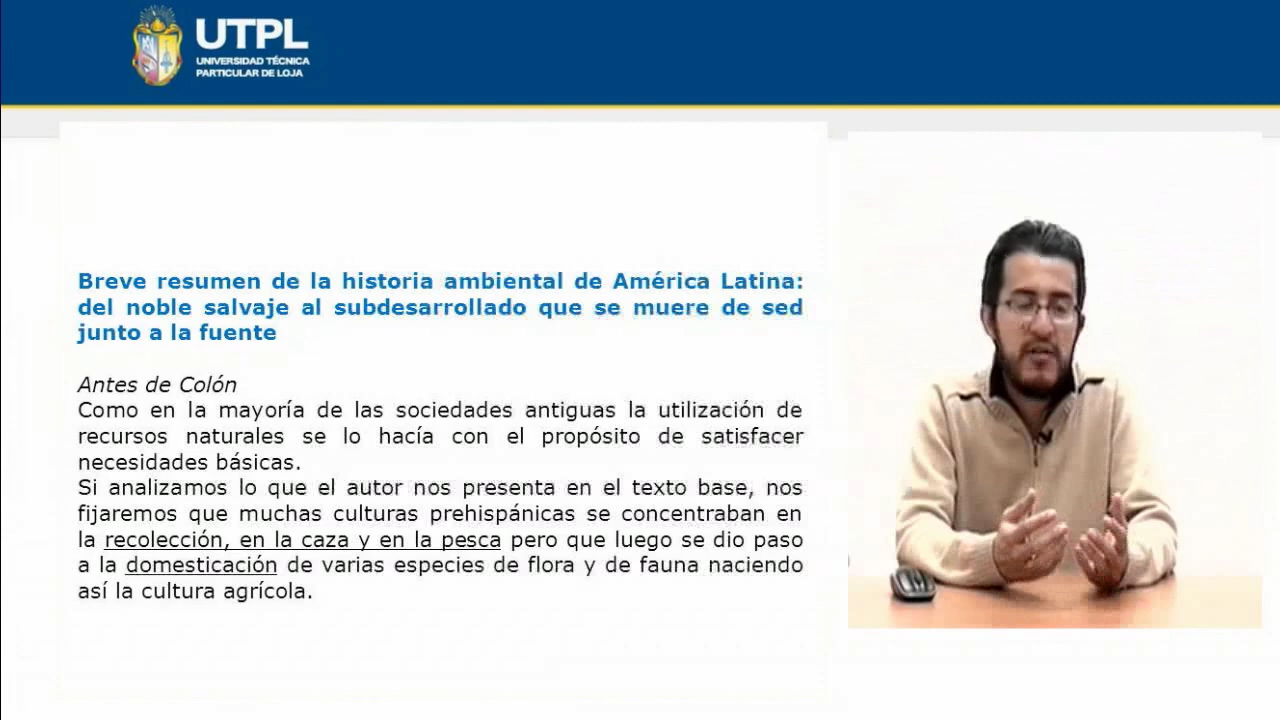 UTPL
UNIVERSIDAD TÉCNICA
PARTICULAR DE LOJA
Breve resumen de la historia ambiental de América Latina:
del noble salvaje al subdesarrollado que se muere de sed
junto a la fuente
Antes de Colón
Como en la mayoría de las sociedades antiguas la utilización de
recursos naturales se lo hacía con el propósito de satisfacer
necesidades básicas.
Si analizamos lo que el autor nos presenta en el texto base, nos
fijaremos que muchas culturas prehispánicas se concentraban en
la recolección, en la caza y en la pesca pero que luego se dio paso
a la domesticación de varias especies de flora y de fauna naciendo
así la cultura agrícola.